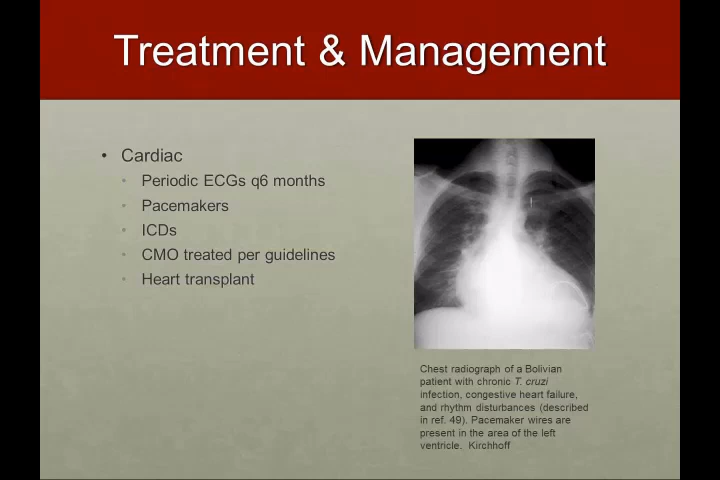 Treatment & Management
• Cardiac
• Periodic ECGs q6 months
• Pacemakers
• ICDs
• CMO treated per guidelines
• Heart transplant
Chest radiograph of a Bolivian
patient with chronic T. cruzi
infection, congestive heart failure,
and rhythm disturbances (described
in ref. 49). Pacemaker wires are
present in the area of the left
ventricle. Kirchhoff